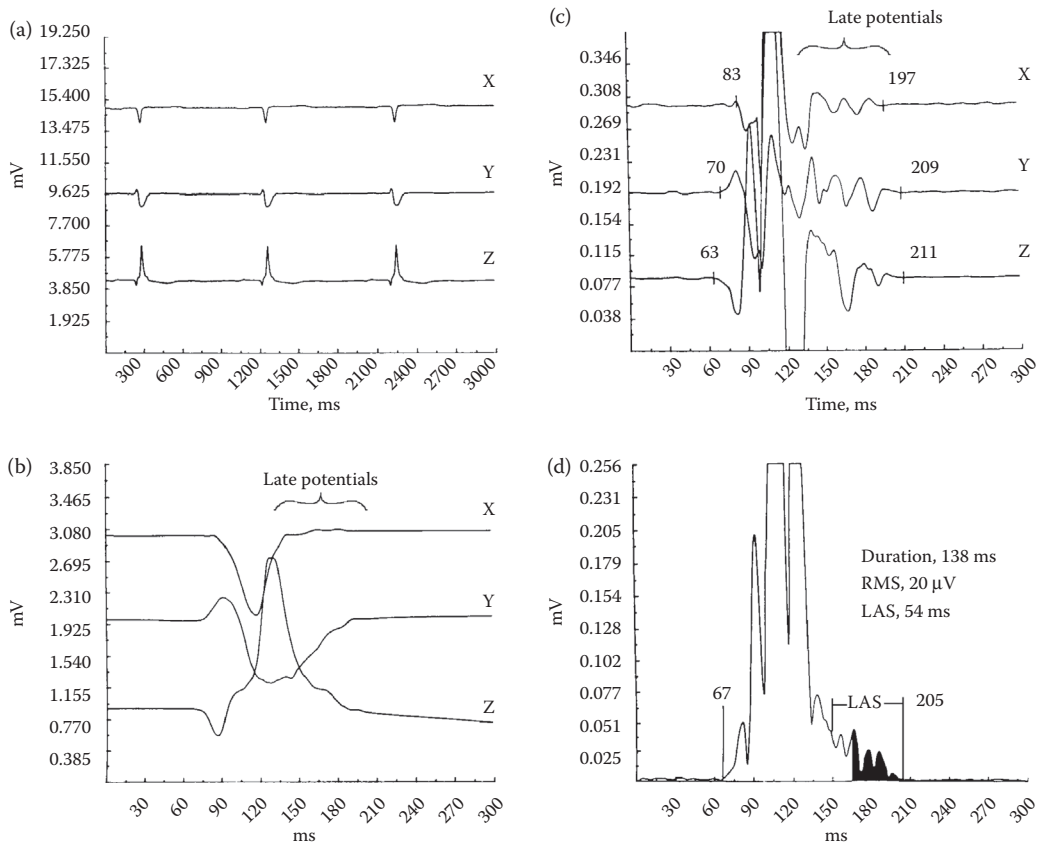 (a)
19.250
17.325
15.400
13.475
11.550
9.625
7.700
5.775
3.850
1.925
mV
X
Y
Z
300 600 900 1200 1500 1800 2100 2400 2700 3000
Time, ms
(c)
Late potentials
0.346
0.308
0.269
0.231
0.192
0.154
0.115
0.077
0.038
mV
83
197
X
70
209
Y
63
211
Z
30 60 90 120 150 180 210 240 270 300
Time, ms
(b)
3.850
3.465
3.080
2.695
2.310
1.925
1.540
1.155
0.770
0.385
mV
Late potentials
X
Y
Z
30 60 90 120 150 180 210 240 270 300
ms
(d)
0.256
0.205
0.179
0.154
0.128
0.102
0.077
0.051
0.025
mV
Duration, 138 ms
RMS, 20 µV
LAS, 54 ms
67
LAS
205
30 60 90 120 150 180 210 240 270 300
ms